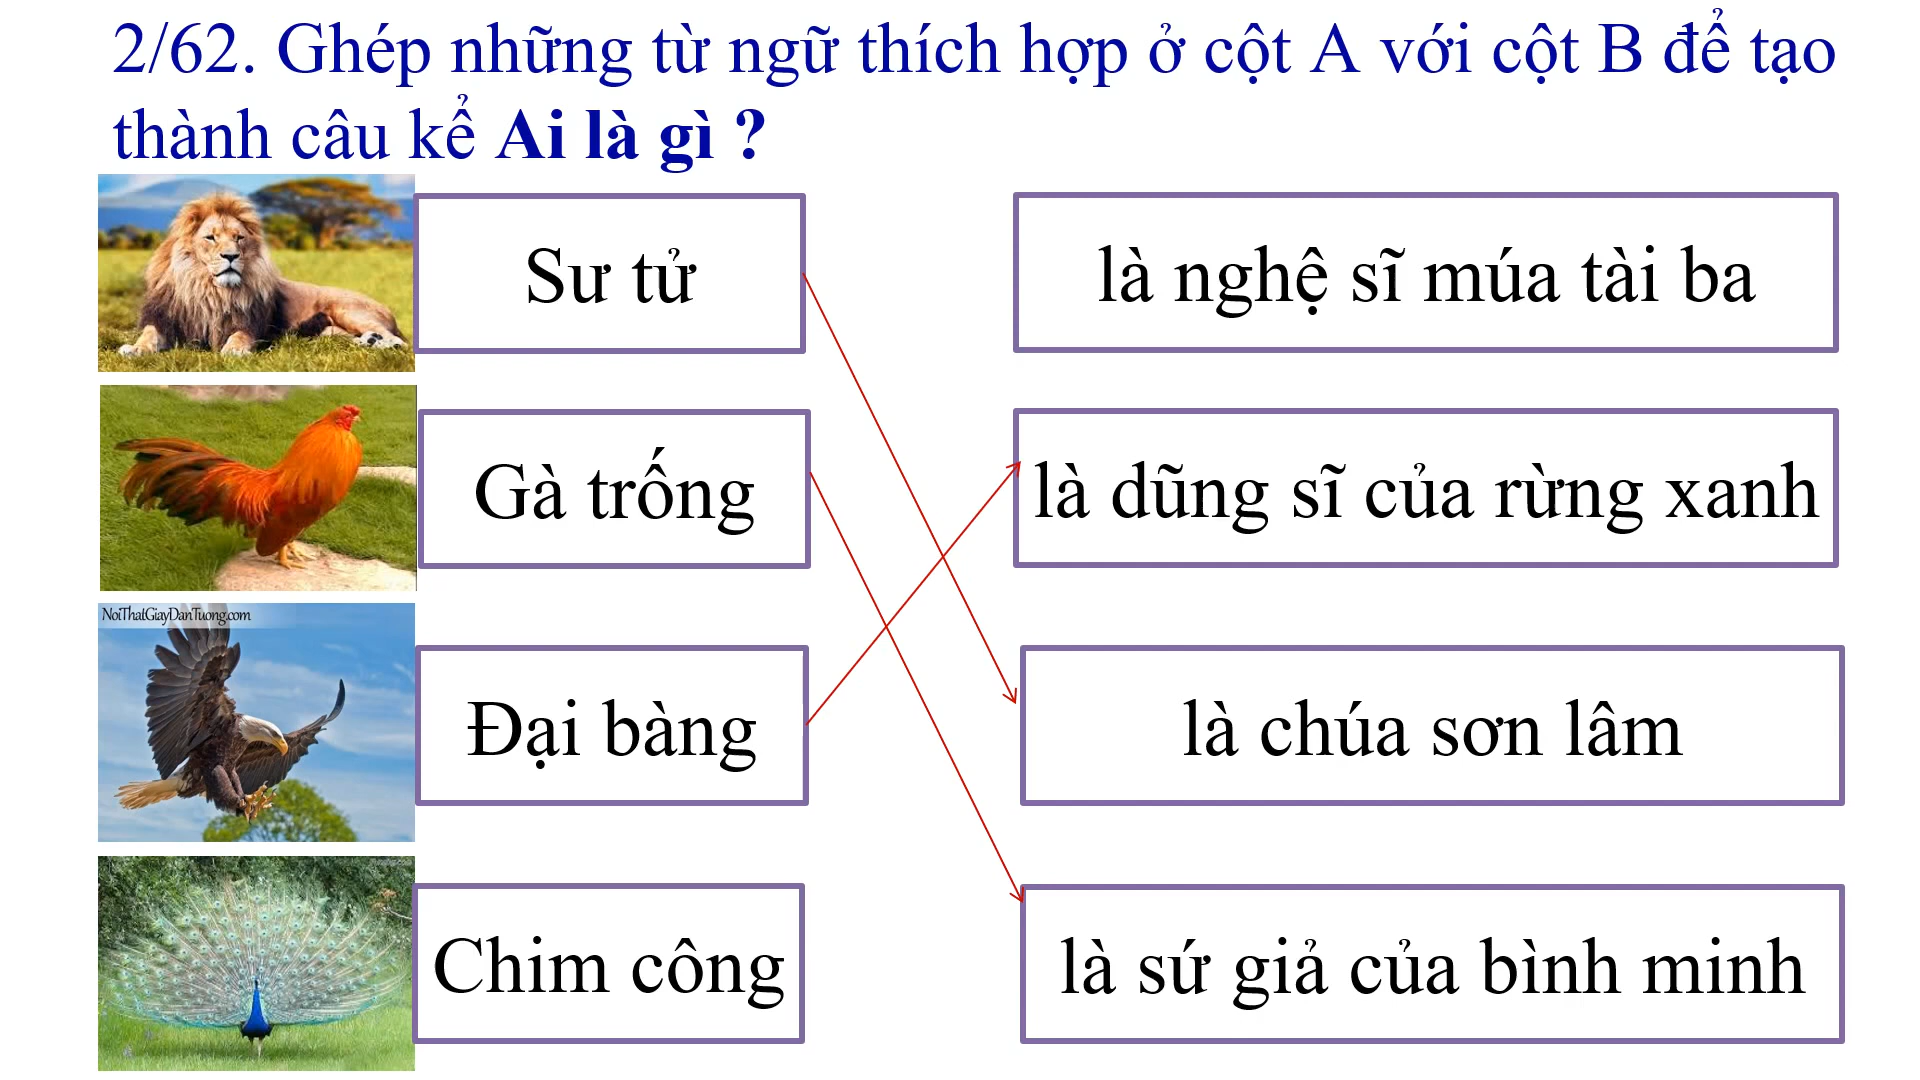 2/62. Ghép những từ ngữ thích hợp ở cột A với cột B để tạo
thành câu kể Ai là gì ?
Sư tử
là nghệ sĩ múa tài ba
Gà trống
là dũng sĩ của rừng xanh
NoiThatGiayDanTuong.com
Đại bàng
là chúa sơn lâm
Chim công
là sứ giả của bình minh